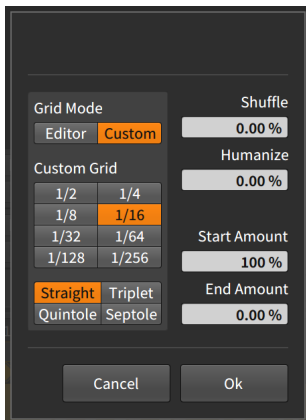 Grid Mode
Editor Custom
Custom Grid
1/2 1/4
1/8 1/16
1/32 1/64
1/128 1/256
Straight Triplet
Quintole Septole
Shuffle
0.00 %
Humanize
0.00 %
Start Amount
100 %
End Amount
0.00 %
Cancel Ok